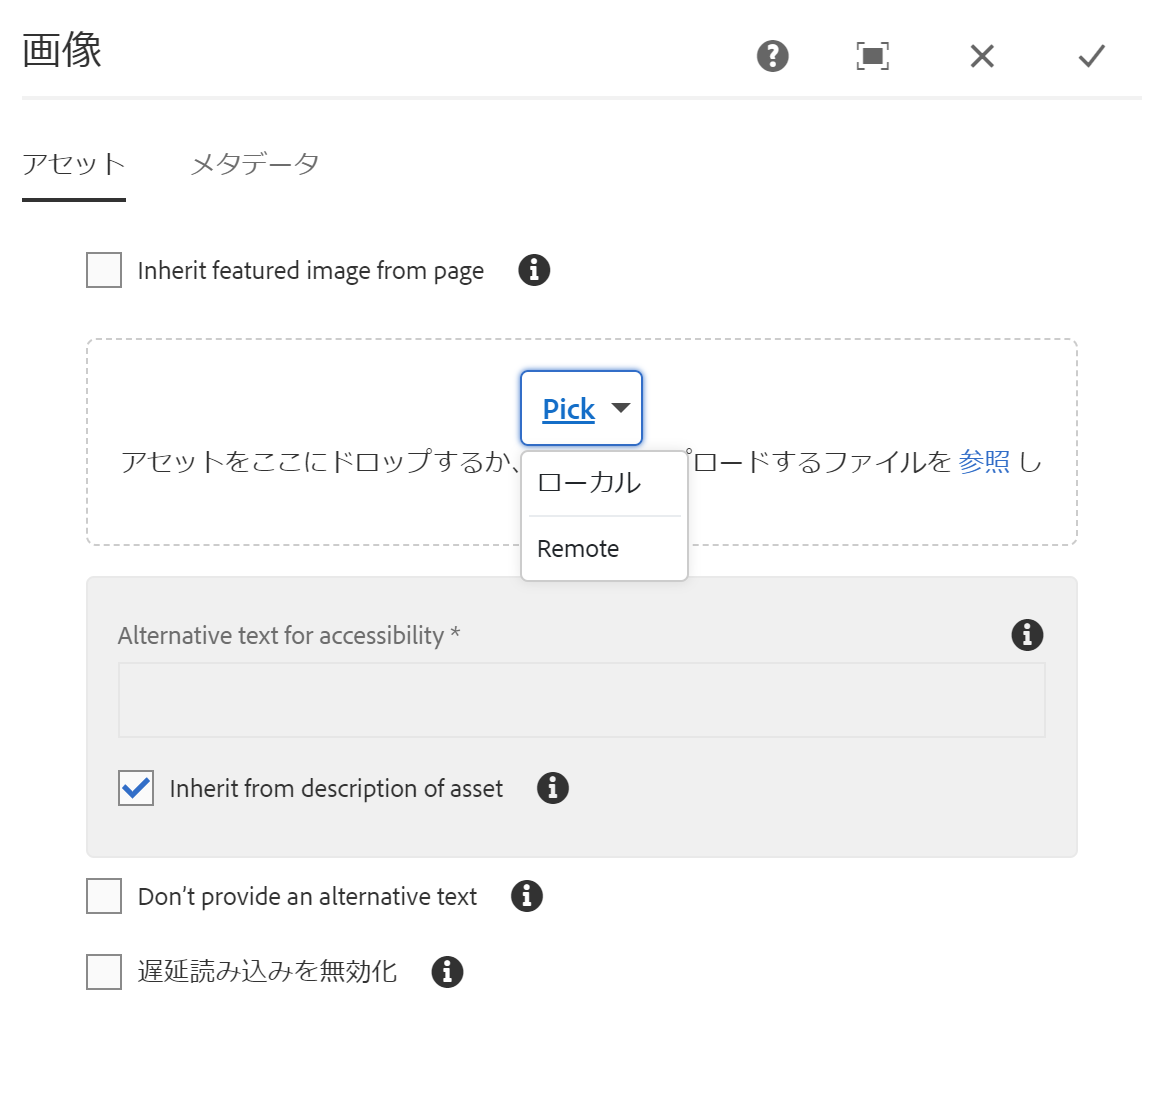 画像
アセット メタデータ
Inherit featured image from page
Pick
アセットをここにドロップするか、 プロードするファイルを 参照 し
ローカル
Remote
Alternative text for accessibility *
Inherit from description of asset
Don't provide an alternative text
遅延読み込みを無効化